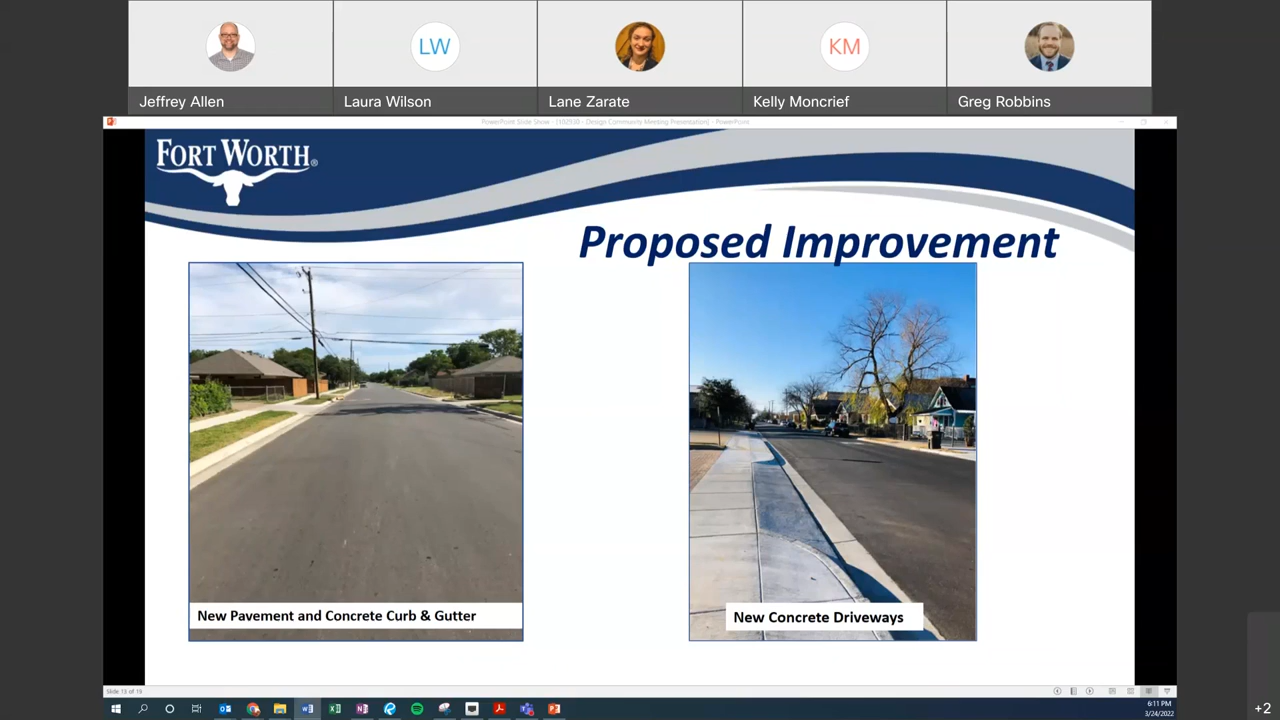 LW
KM
Jeffrey Allen
Laura Wilson
Lane Zarate
Kelly Moncrief
Greg Robbins
PowerPoint Slide Show - [102930 - Design Community Meeting Presentation] - PowerPoint
FORT WORTH®
Proposed Improvement
New Pavement and Concrete Curb & Gutter
New Concrete Driveways
Slide 13 of 19
6:11 PM
3/24/2022
+2